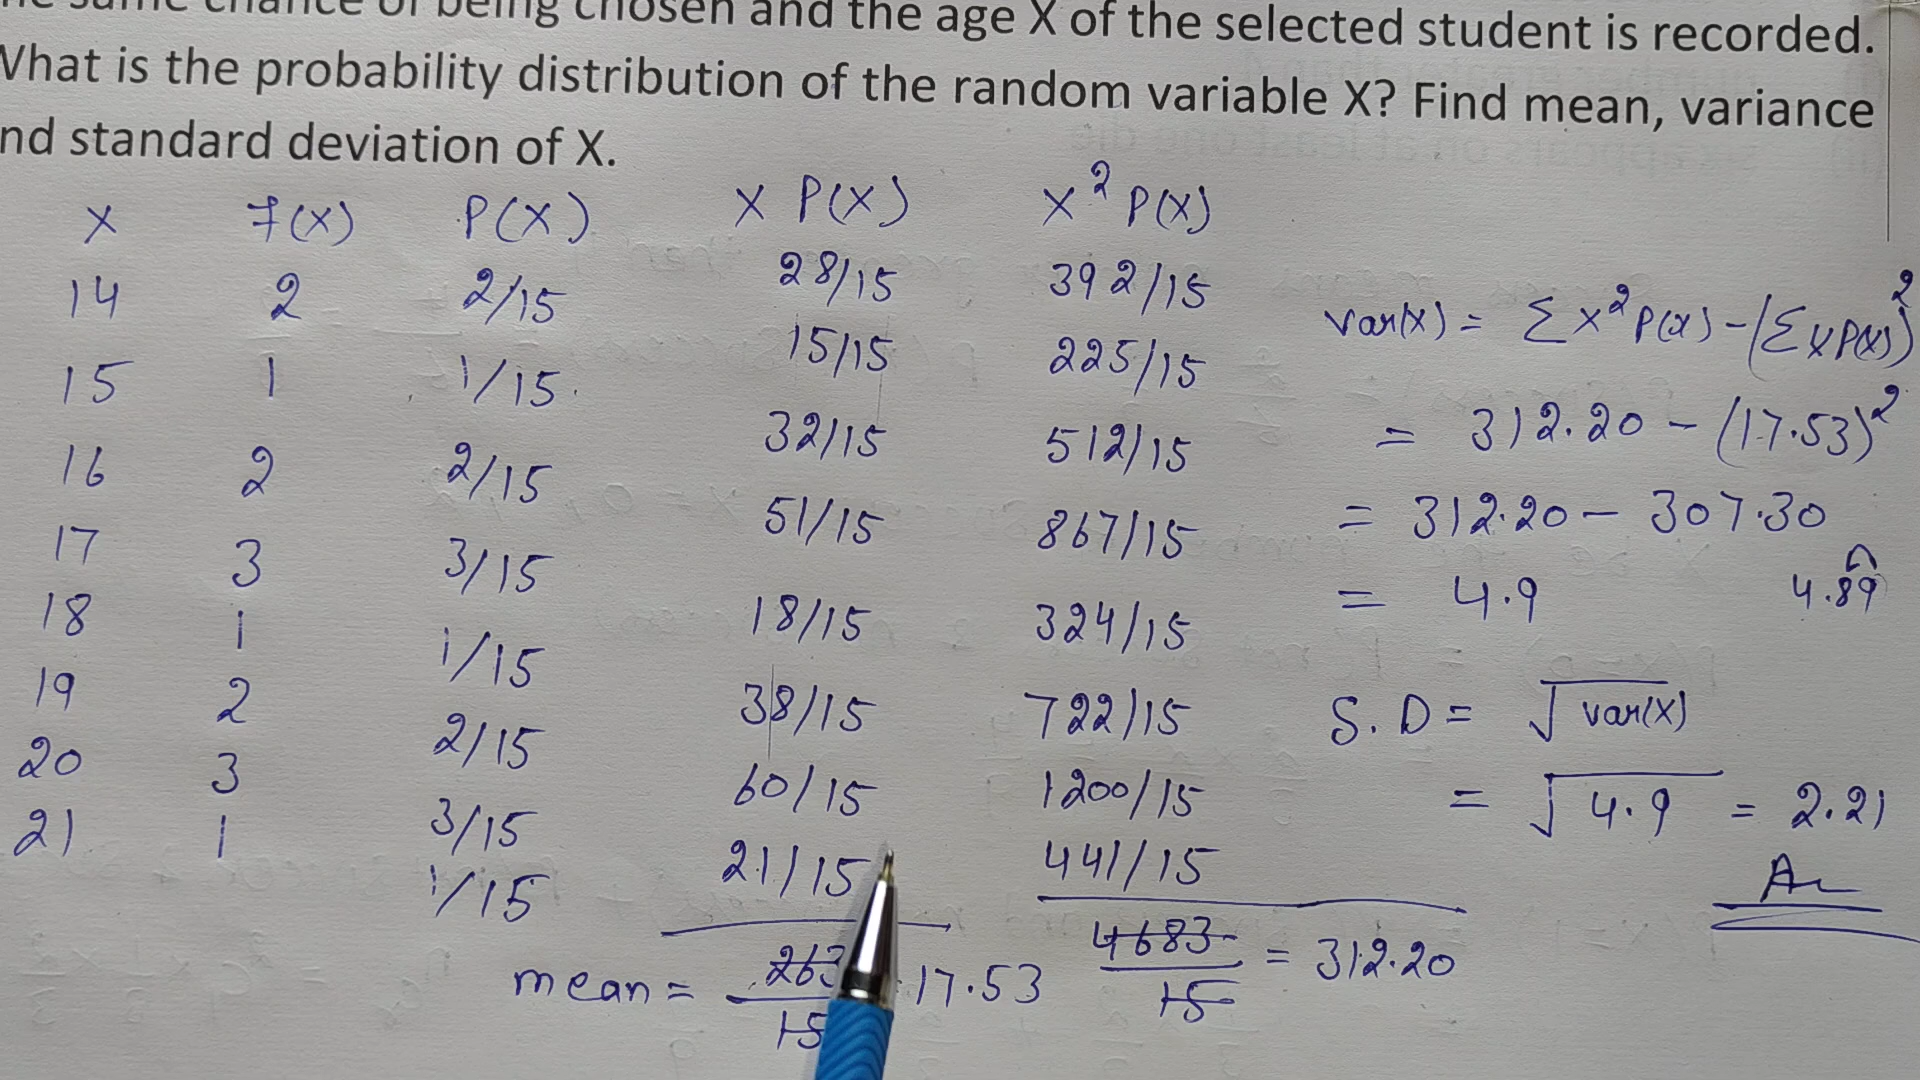 same chance of being chosen and the age X of the selected student is recorded.
What is the probability distribution of the random variable X? Find mean, variance
nd standard deviation of X.
X F(X) P(X) X P(X) X² P(X)
14 2 2/15 28/15 392/15
15 1 1/15 15/15 225/15
16 2 2/15 32/15 512/15
17 3 3/15 51/15 867/15
18 1 1/15 18/15 324/15
19 2 2/15 38/15 722/15
20 3 3/15 60/15 1200/15
21 1 1/15 21/15 441/15
mean = 263/15 17.53 4683/15 = 312.20
Var(X) = Σ X² P(X) - (Σ X P(X))²
= 312.20 - (17.53)²
= 312.20 - 307.30
= 4.9 4.89
S.D = √var(X)
= √4.9 = 2.21